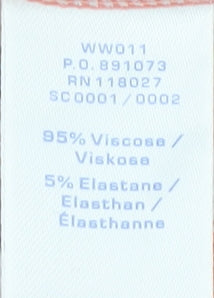 WW011
P.O. 891073
RN 118027
SC0001/0002
95% Viscose /
Viskose
5% Elastane /
Elasthan /
Élasthanne